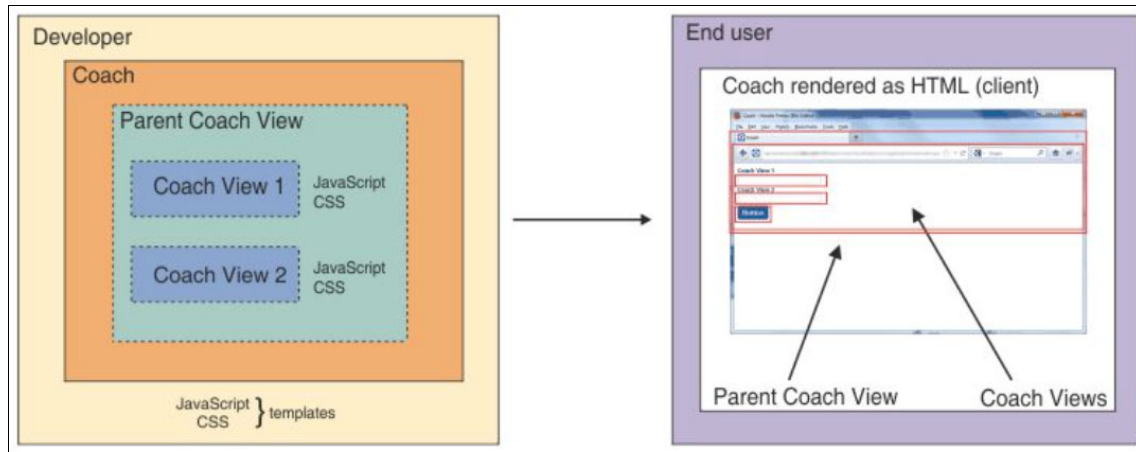 Developer
Coach
Parent Coach View
Coach View 1
JavaScript
CSS
Coach View 2
JavaScript
CSS
JavaScript
CSS
} templates
End user
Coach rendered as HTML (client)
Coach View 1
Coach View 2
Button
Parent Coach View
Coach Views